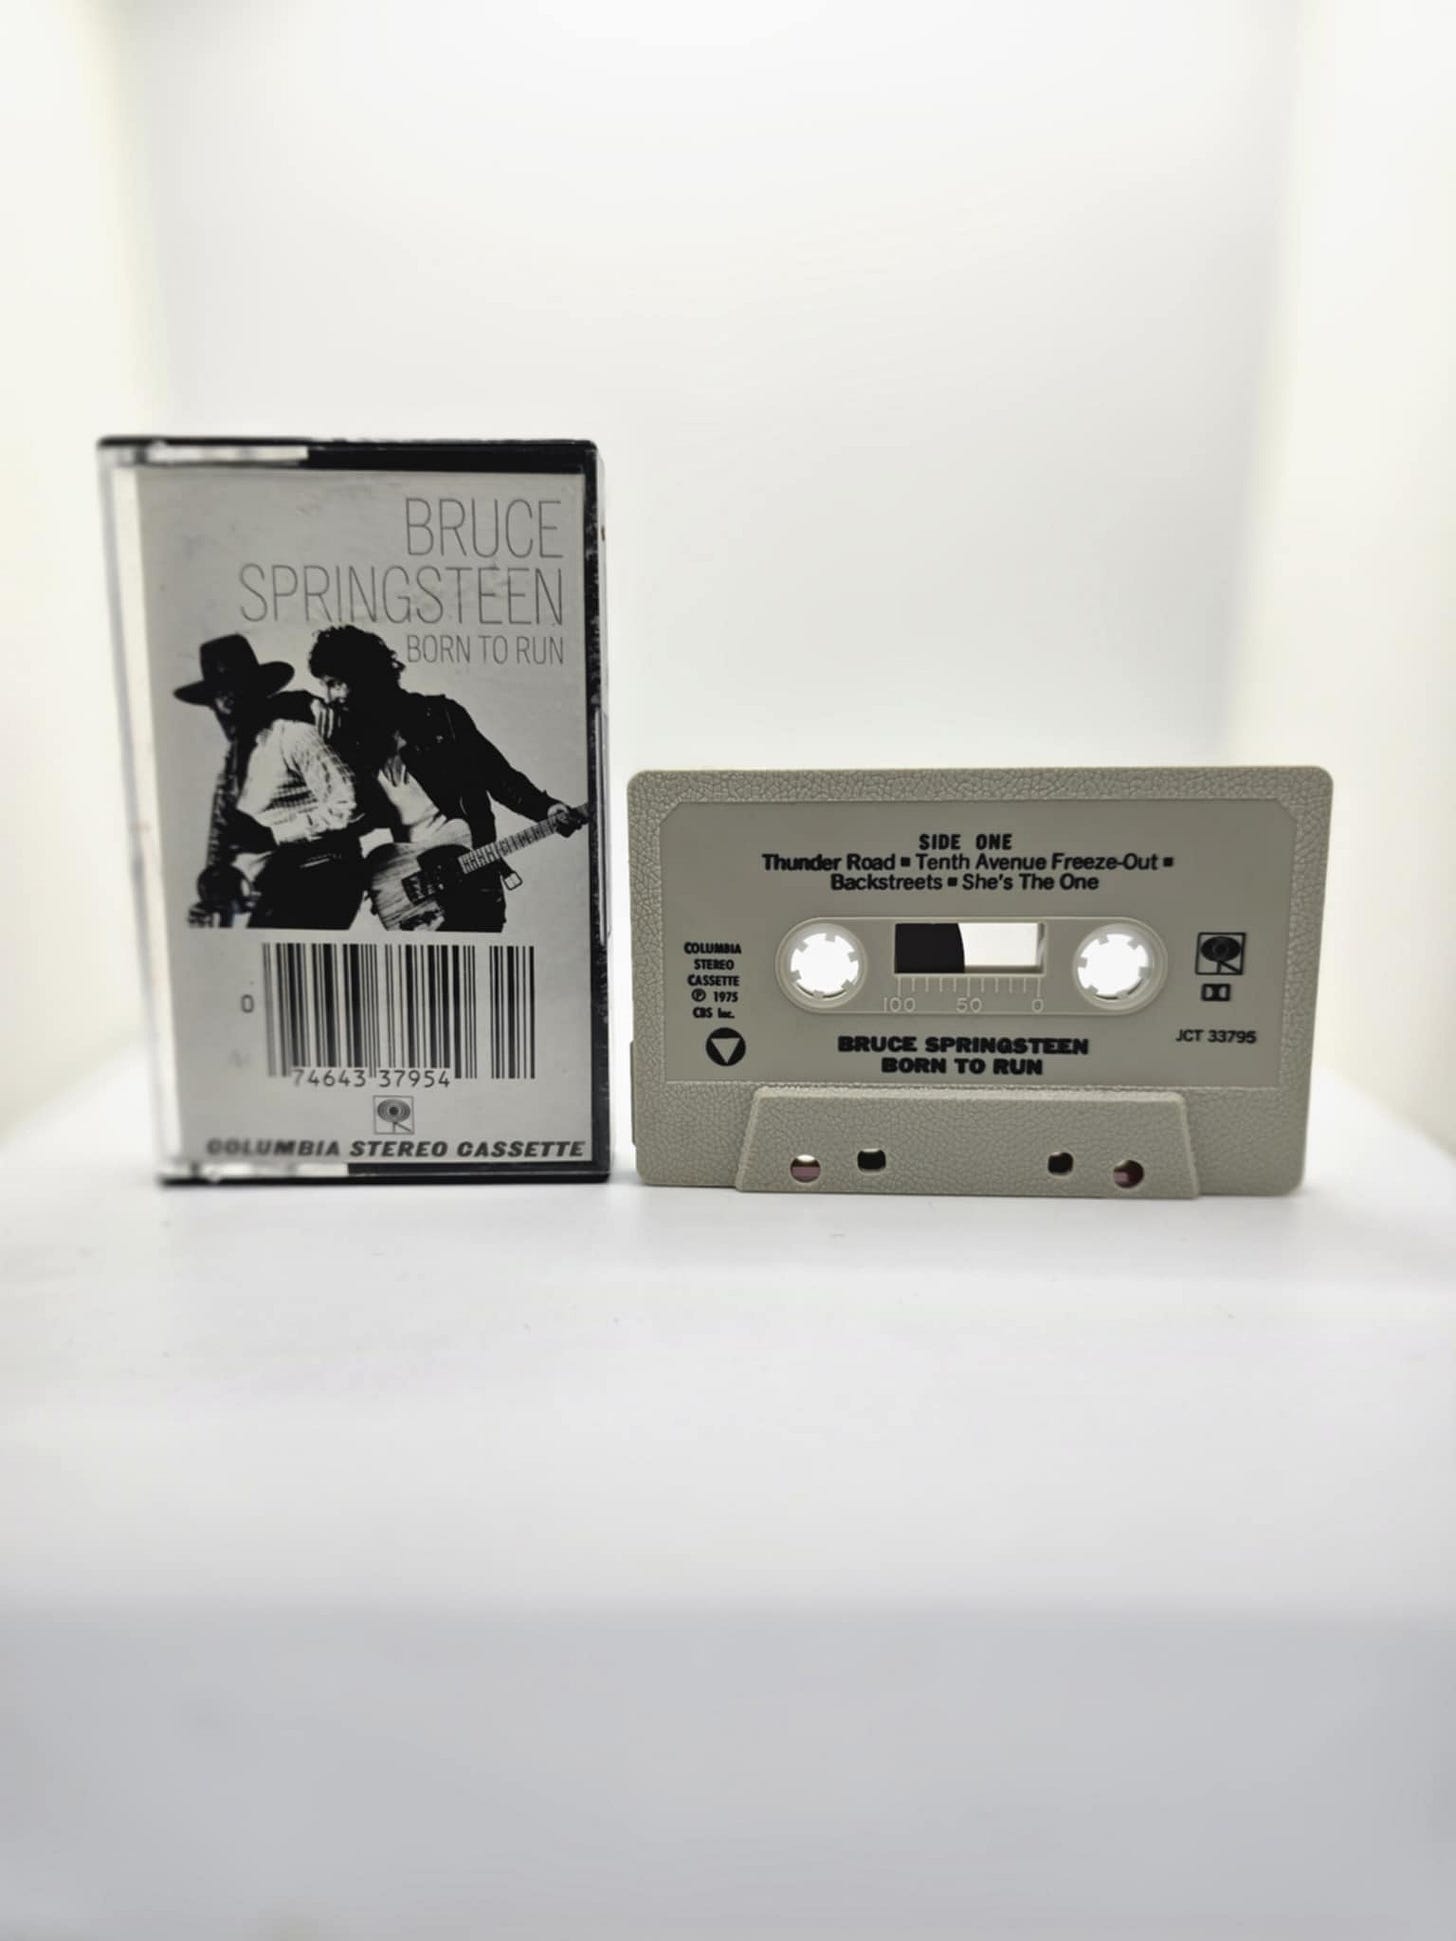 BRUCE
SPRINGSTEEN
BORN TO RUN
0
74643 37954
COLUMBIA STEREO CASSETTE
SIDE ONE
Thunder Road ▪ Tenth Avenue Freeze-Out ▪
Backstreets ▪ She's The One
COLUMBIA
STEREO
CASSETTE
℗ 1975
CBS Inc.
100 50 0
BRUCE SPRINGSTEEN
BORN TO RUN
JCT 33795